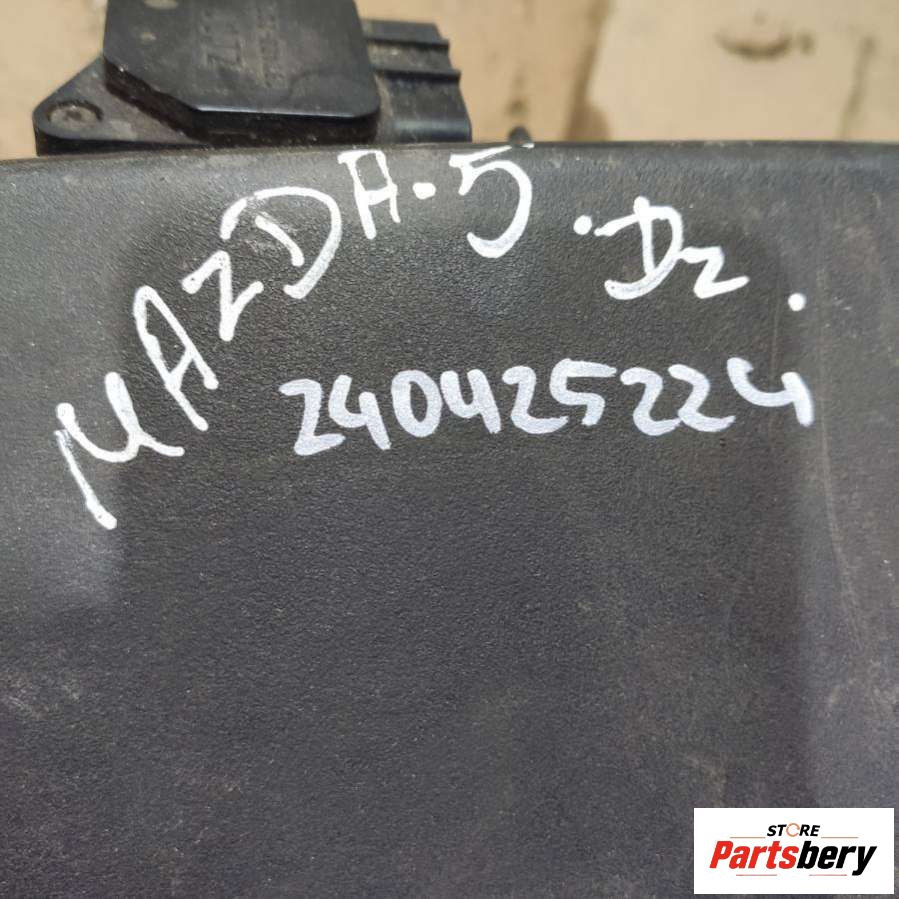 MAZDA.5.Dz.
240425224
STORE
Partsbery